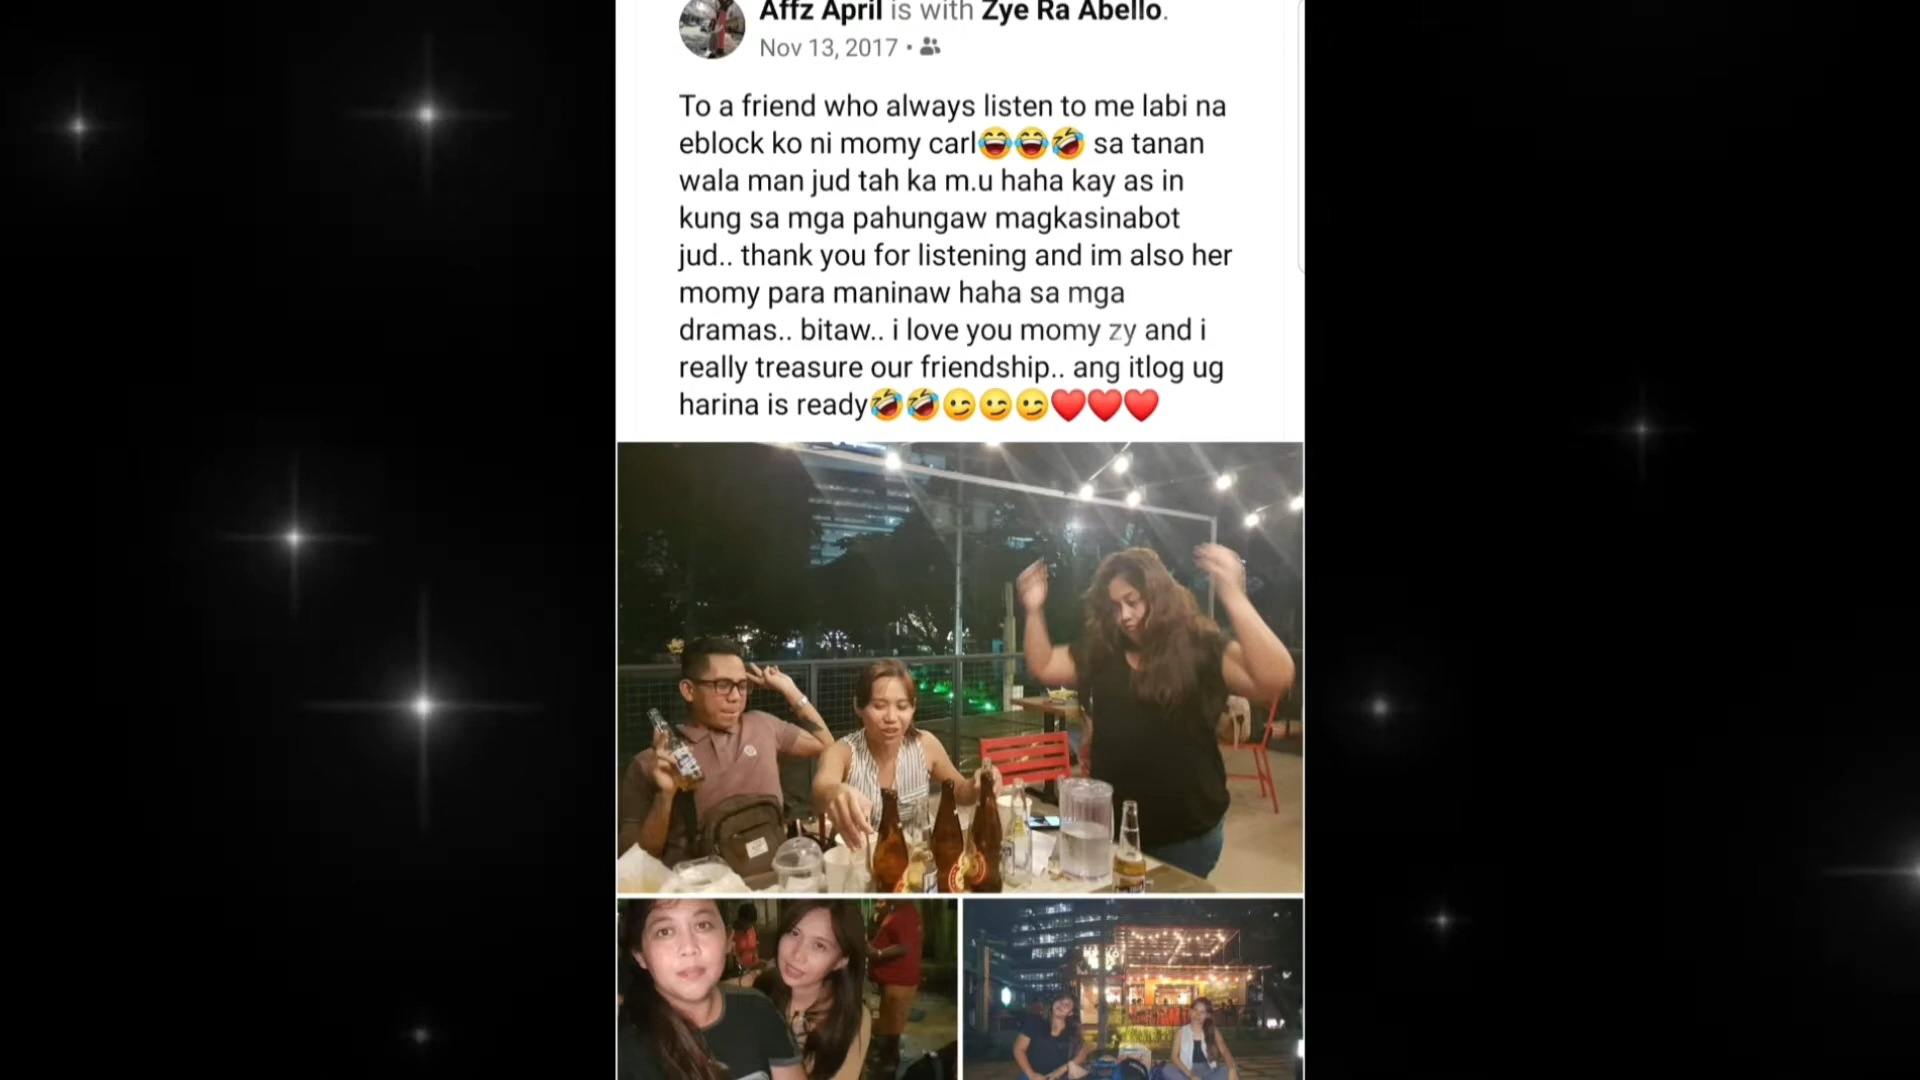 Affz April is with Zye Ra Abello.
Nov 13, 2017 •
To a friend who always listen to me labi na
eblock ko ni momy carl😂😂🤣 sa tanan
wala man jud tah ka m.u haha kay as in
kung sa mga pahungaw magkasinabot
jud.. thank you for listening and im also her
momy para maninaw haha sa mga
dramas.. bitaw.. i love you momy zy and i
really treasure our friendship.. ang itlog ug
harina is ready🤣🤣😉😉😉❤️❤️❤️